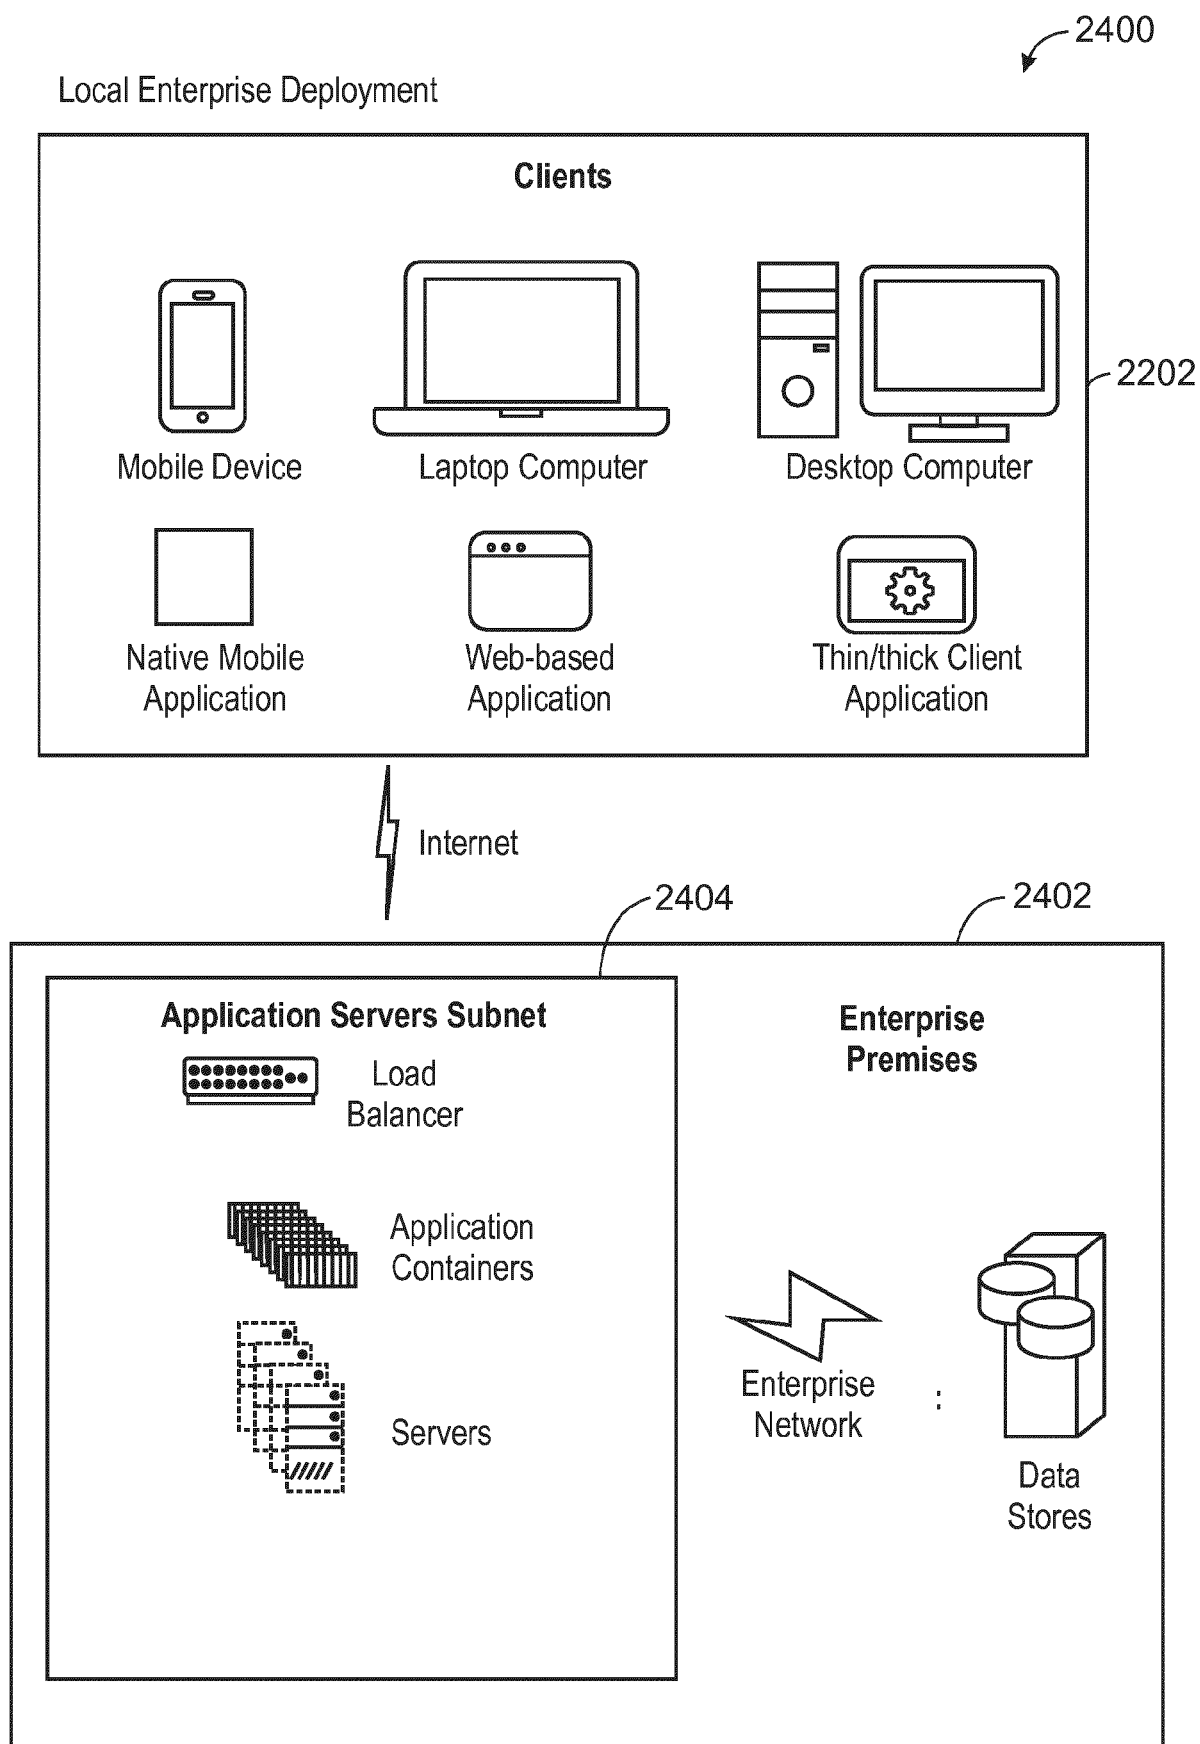 2400
Local Enterprise Deployment
Clients
2202
Mobile Device
Laptop Computer
Desktop Computer
Native Mobile
Application
Web-based
Application
Thin/thick Client
Application
Internet
2404
2402
Application Servers Subnet
Enterprise
Premises
Load
Balancer
Application
Containers
Servers
Enterprise
Network
:
Data
Stores